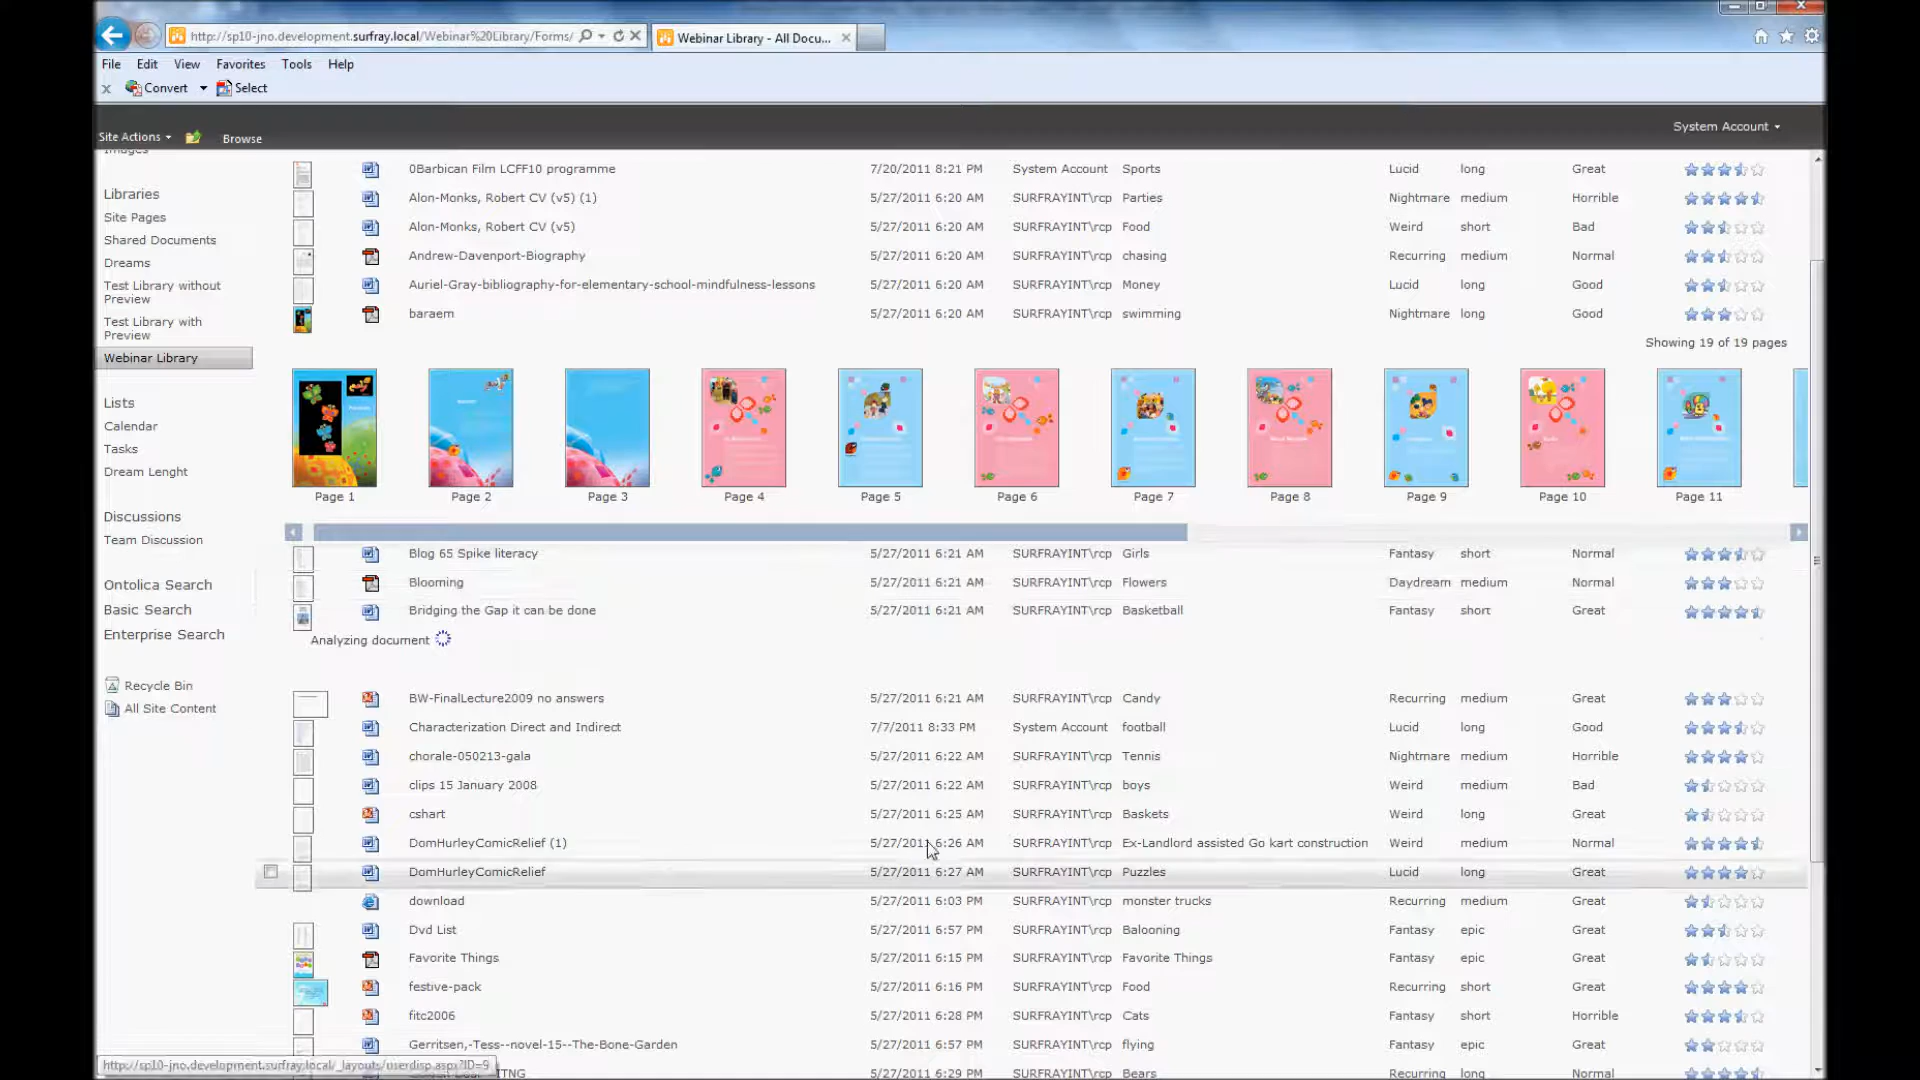 http://sp10-jno.development.surfray.local/Webinar%20Library/Forms/
Webinar Library - All Docu...
File Edit View Favorites Tools Help
x Convert Select
Site Actions Browse System Account
Images
Libraries
Site Pages
Shared Documents
Dreams
Test Library without
Preview
Test Library with
Preview
Webinar Library
Lists
Calendar
Tasks
Dream Lenght
Discussions
Team Discussion
Ontolica Search
Basic Search
Enterprise Search
Recycle Bin
All Site Content
0Barbican Film LCFF10 programme 7/20/2011 8:21 PM System Account Sports Lucid long Great
Alon-Monks, Robert CV (v5) (1) 5/27/2011 6:20 AM SURFRAYINT\rcp Parties Nightmare medium Horrible
Alon-Monks, Robert CV (v5) 5/27/2011 6:20 AM SURFRAYINT\rcp Food Weird short Bad
Andrew-Davenport-Biography 5/27/2011 6:20 AM SURFRAYINT\rcp chasing Recurring medium Normal
Auriel-Gray-bibliography-for-elementary-school-mindfulness-lessons 5/27/2011 6:20 AM SURFRAYINT\rcp Money Lucid long Good
baraem 5/27/2011 6:20 AM SURFRAYINT\rcp swimming Nightmare long Good
Showing 19 of 19 pages
Page 1 Page 2 Page 3 Page 4 Page 5 Page 6 Page 7 Page 8 Page 9 Page 10 Page 11
Blog 65 Spike literacy 5/27/2011 6:21 AM SURFRAYINT\rcp Girls Fantasy short Normal
Blooming 5/27/2011 6:21 AM SURFRAYINT\rcp Flowers Daydream medium Normal
Bridging the Gap it can be done 5/27/2011 6:21 AM SURFRAYINT\rcp Basketball Fantasy short Great
Analyzing document
BW-FinalLecture2009 no answers 5/27/2011 6:21 AM SURFRAYINT\rcp Candy Recurring medium Great
Characterization Direct and Indirect 7/7/2011 8:33 PM System Account football Lucid long Good
chorale-050213-gala 5/27/2011 6:22 AM SURFRAYINT\rcp Tennis Nightmare medium Horrible
clips 15 January 2008 5/27/2011 6:22 AM SURFRAYINT\rcp boys Weird medium Bad
cshart 5/27/2011 6:25 AM SURFRAYINT\rcp Baskets Weird long Great
DomHurleyComicRelief (1) 5/27/2011 6:26 AM SURFRAYINT\rcp Ex-Landlord assisted Go kart construction Weird medium Normal
DomHurleyComicRelief 5/27/2011 6:27 AM SURFRAYINT\rcp Puzzles Lucid long Great
download 5/27/2011 6:03 PM SURFRAYINT\rcp monster trucks Recurring medium Great
Dvd List 5/27/2011 6:57 PM SURFRAYINT\rcp Balooning Fantasy epic Great
Favorite Things 5/27/2011 6:15 PM SURFRAYINT\rcp Favorite Things Fantasy epic Great
festive-pack 5/27/2011 6:16 PM SURFRAYINT\rcp Food Recurring short Great
fitc2006 5/27/2011 6:28 PM SURFRAYINT\rcp Cats Fantasy short Horrible
Gerritsen,-Tess--novel-15--The-Bone-Garden 5/27/2011 6:57 PM SURFRAYINT\rcp flying Fantasy epic Great
ITNG 5/27/2011 6:29 PM SURFRAYINT\rcp Bears Recurring long Normal
http://sp10-jno.development.surfray.local/_layouts/userdisp.aspx?ID=9